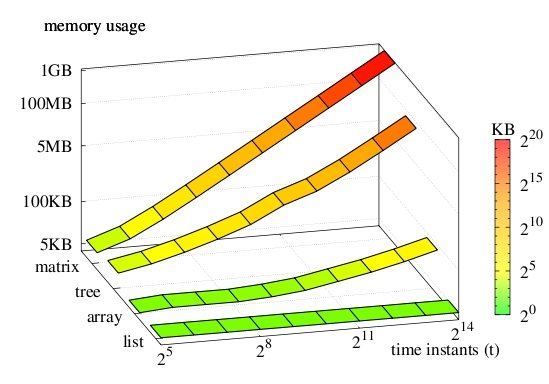 memory usage
1GB
100MB
5MB
100KB
5KB
matrix
tree
array
list
2^5
2^8
2^11
2^14
time instants (t)
KB
2^20
2^15
2^10
2^5
2^0